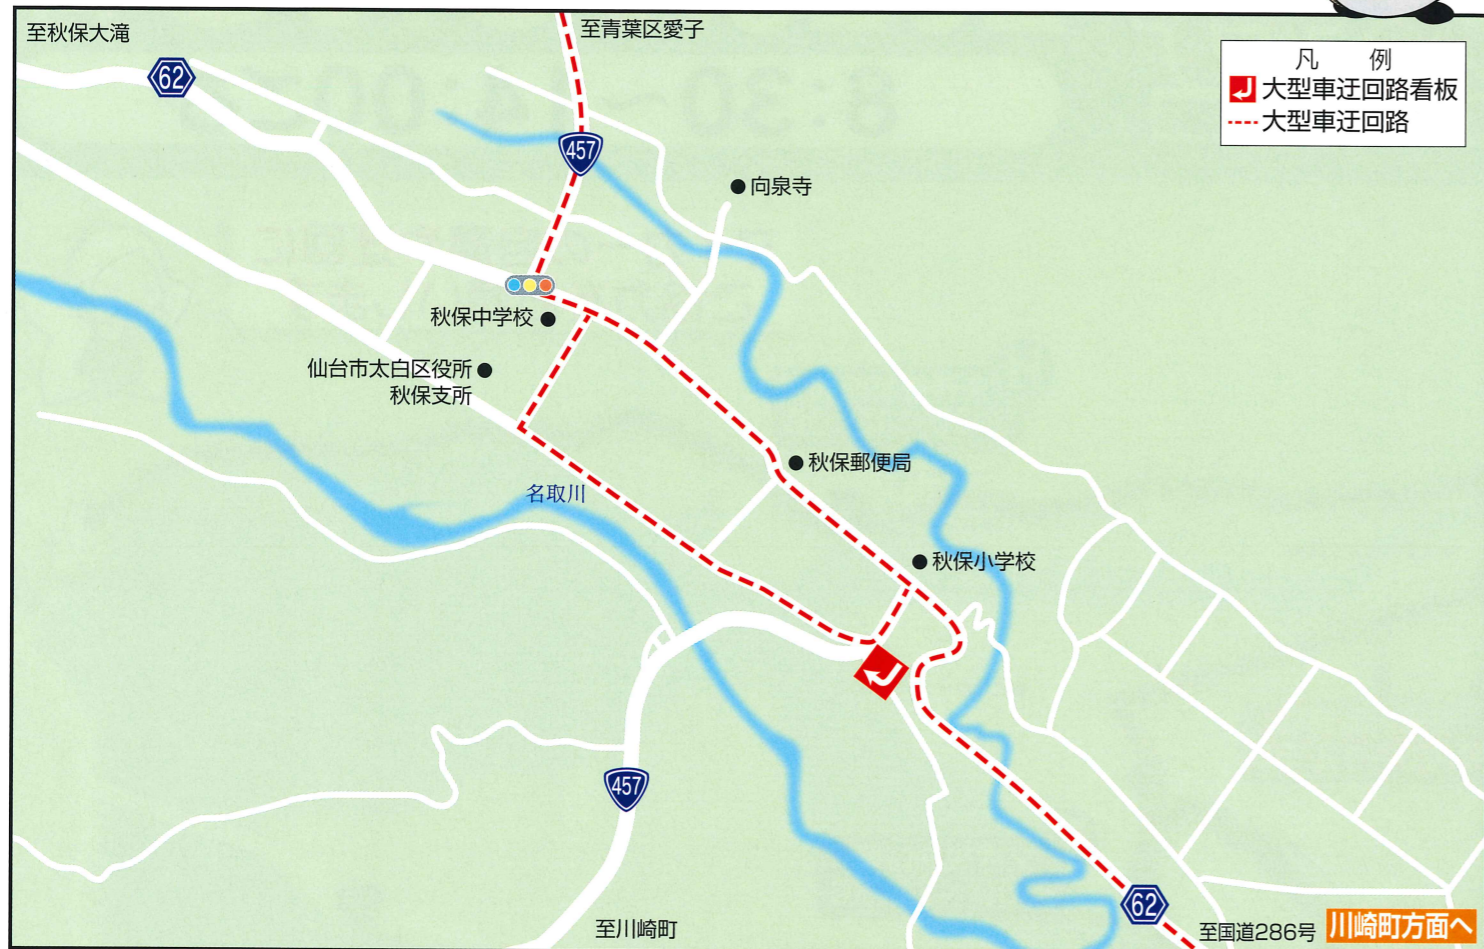 至秋保大滝
至青葉区愛子
62
凡 例
大型車迂回路看板
大型車迂回路
457
向泉寺
秋保中学校
仙台市太白区役所
秋保支所
秋保郵便局
名取川
秋保小学校
457
62
至川崎町
至国道286号
川崎町方面へ